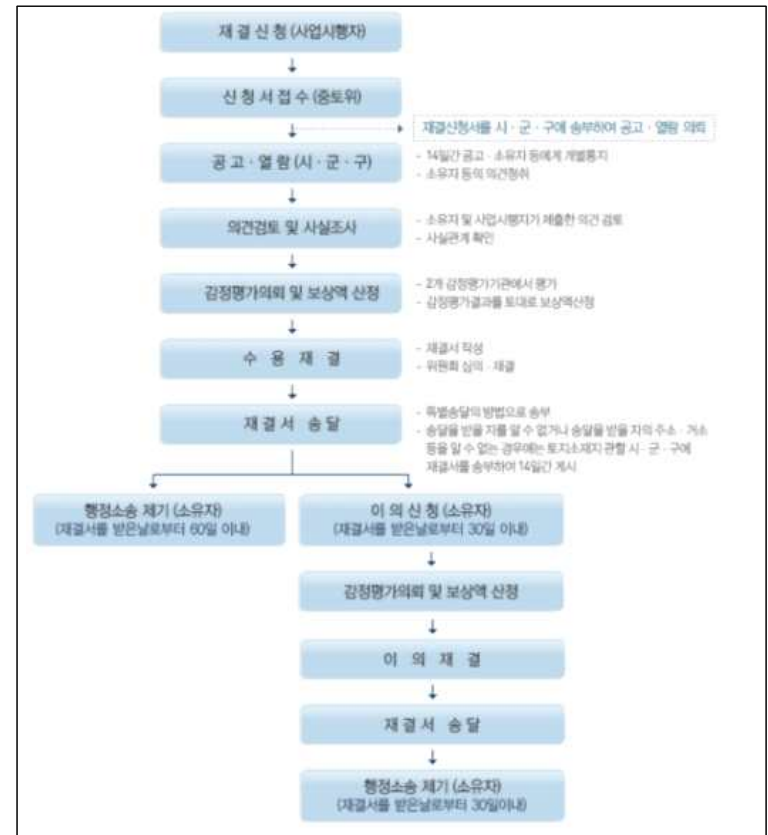 재 결 신 청 (사업시행자)
신 청 서 접 수 (중토위)
재결신청서를 시 · 군 · 구에 송부하여 공고 · 열람 의뢰
공 고 · 열 람 (시 · 군 · 구)
- 14일간 공고 · 소유자 등에게 개별통지
- 소유자 등의 의견청취
의견검토 및 사실조사
- 소유자 및 사업시행자가 제출한 의견 검토
- 사실관계 확인
감정평가의뢰 및 보상액 산정
- 2개 감정평가기관에서 평가
- 감정평가결과를 토대로 보상액산정
수 용 재 결
- 재결서 작성
- 위원회 심의 · 재결
재 결 서 송 달
- 특별송달의 방법으로 송부
- 송달을 받을 자를 알 수 없거나 송달을 받을 자의 주소 · 거소
등을 알 수 없는 경우에는 토지소재지 관할 시 · 군 · 구에
재결서를 송부하여 14일간 게시
행정소송 제기 (소유자)
(재결서를 받은날로부터 60일 이내)
이 의 신 청 (소유자)
(재결서를 받은날로부터 30일 이내)
감정평가의뢰 및 보상액 산정
이 의 재 결
재 결 서 송 달
행정소송 제기 (소유자)
(재결서를 받은날로부터 30일이내)